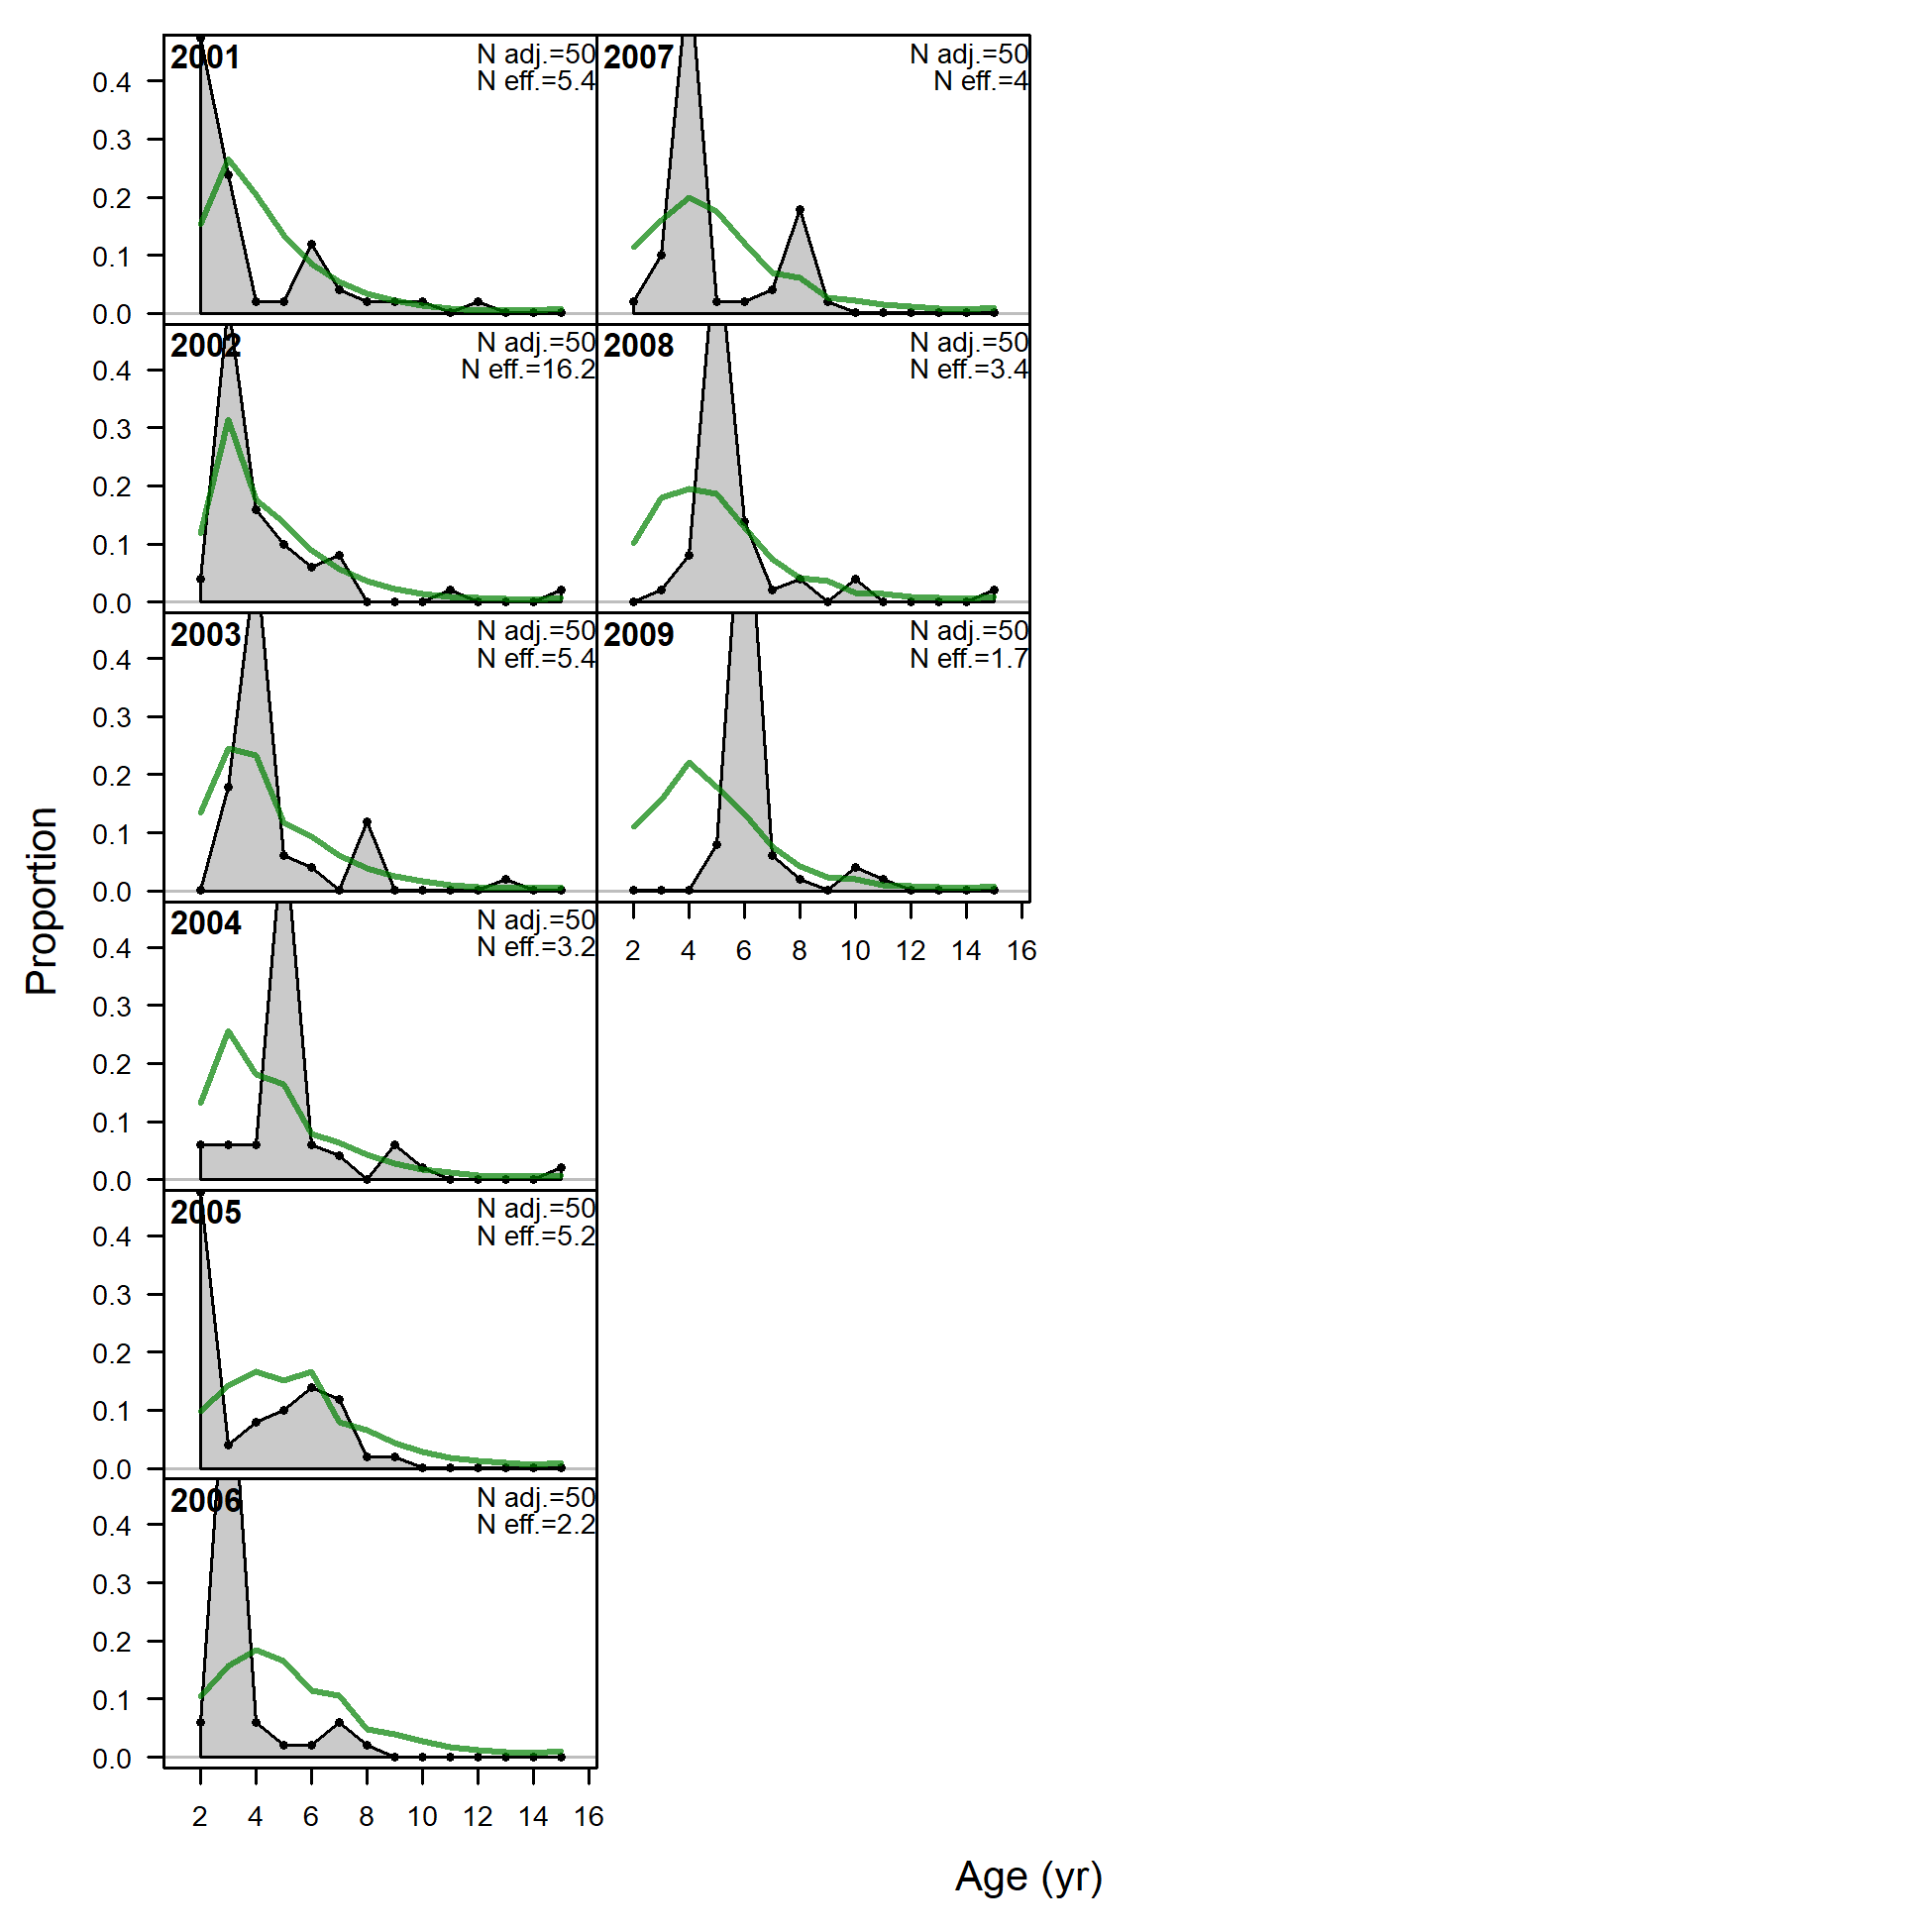 Proportion
2001
N adj.=50
N eff.=5.4
0.4
0.3
0.2
0.1
0.0
2002
N adj.=50
N eff.=16.2
0.4
0.3
0.2
0.1
0.0
2003
N adj.=50
N eff.=5.4
0.4
0.3
0.2
0.1
0.0
2004
N adj.=50
N eff.=3.2
0.4
0.3
0.2
0.1
0.0
2005
N adj.=50
N eff.=5.2
0.4
0.3
0.2
0.1
0.0
2006
N adj.=50
N eff.=2.2
0.4
0.3
0.2
0.1
0.0
2 4 6 8 10 12 14 16
2007
N adj.=50
N eff.=4
2008
N adj.=50
N eff.=3.4
2009
N adj.=50
N eff.=1.7
2 4 6 8 10 12 14 16
Age (yr)